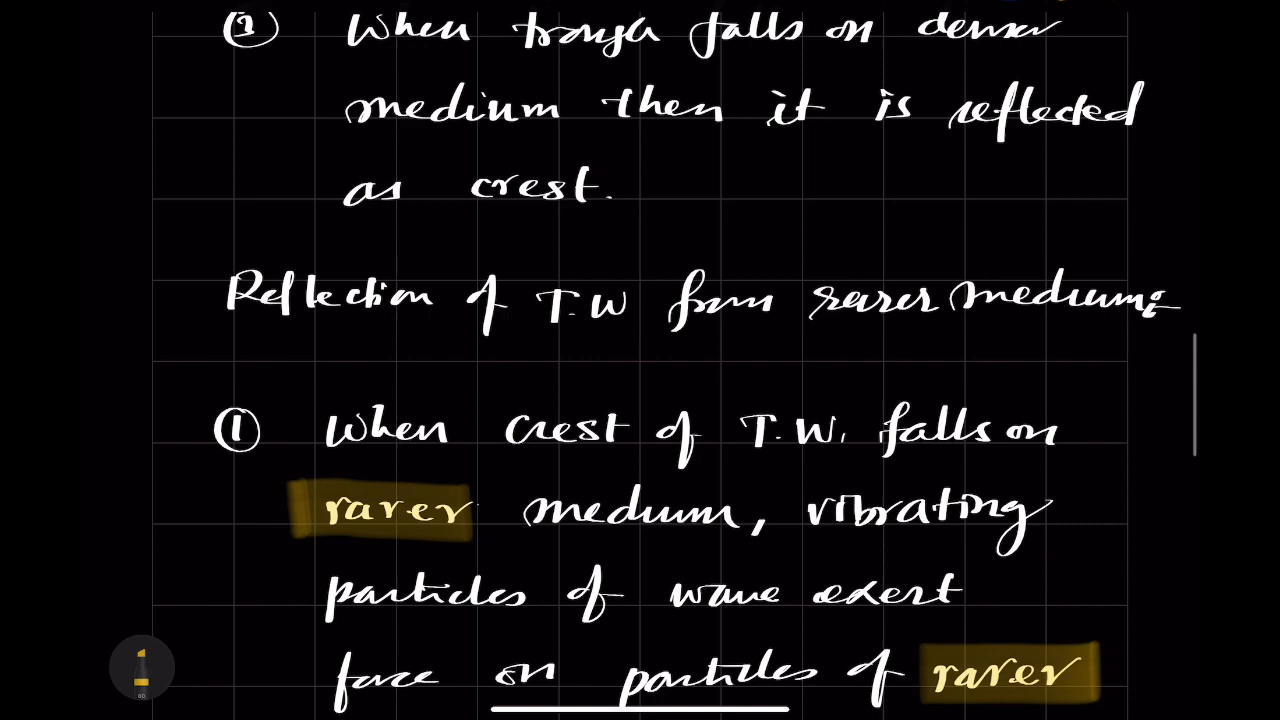 ② When trough falls on denser
medium then it is reflected
as crest.
Reflection of T.W from rarer medium:
① When crest of T.W. falls on
rarer medium, vibrating
particles of wave exert
force on particles of rarer